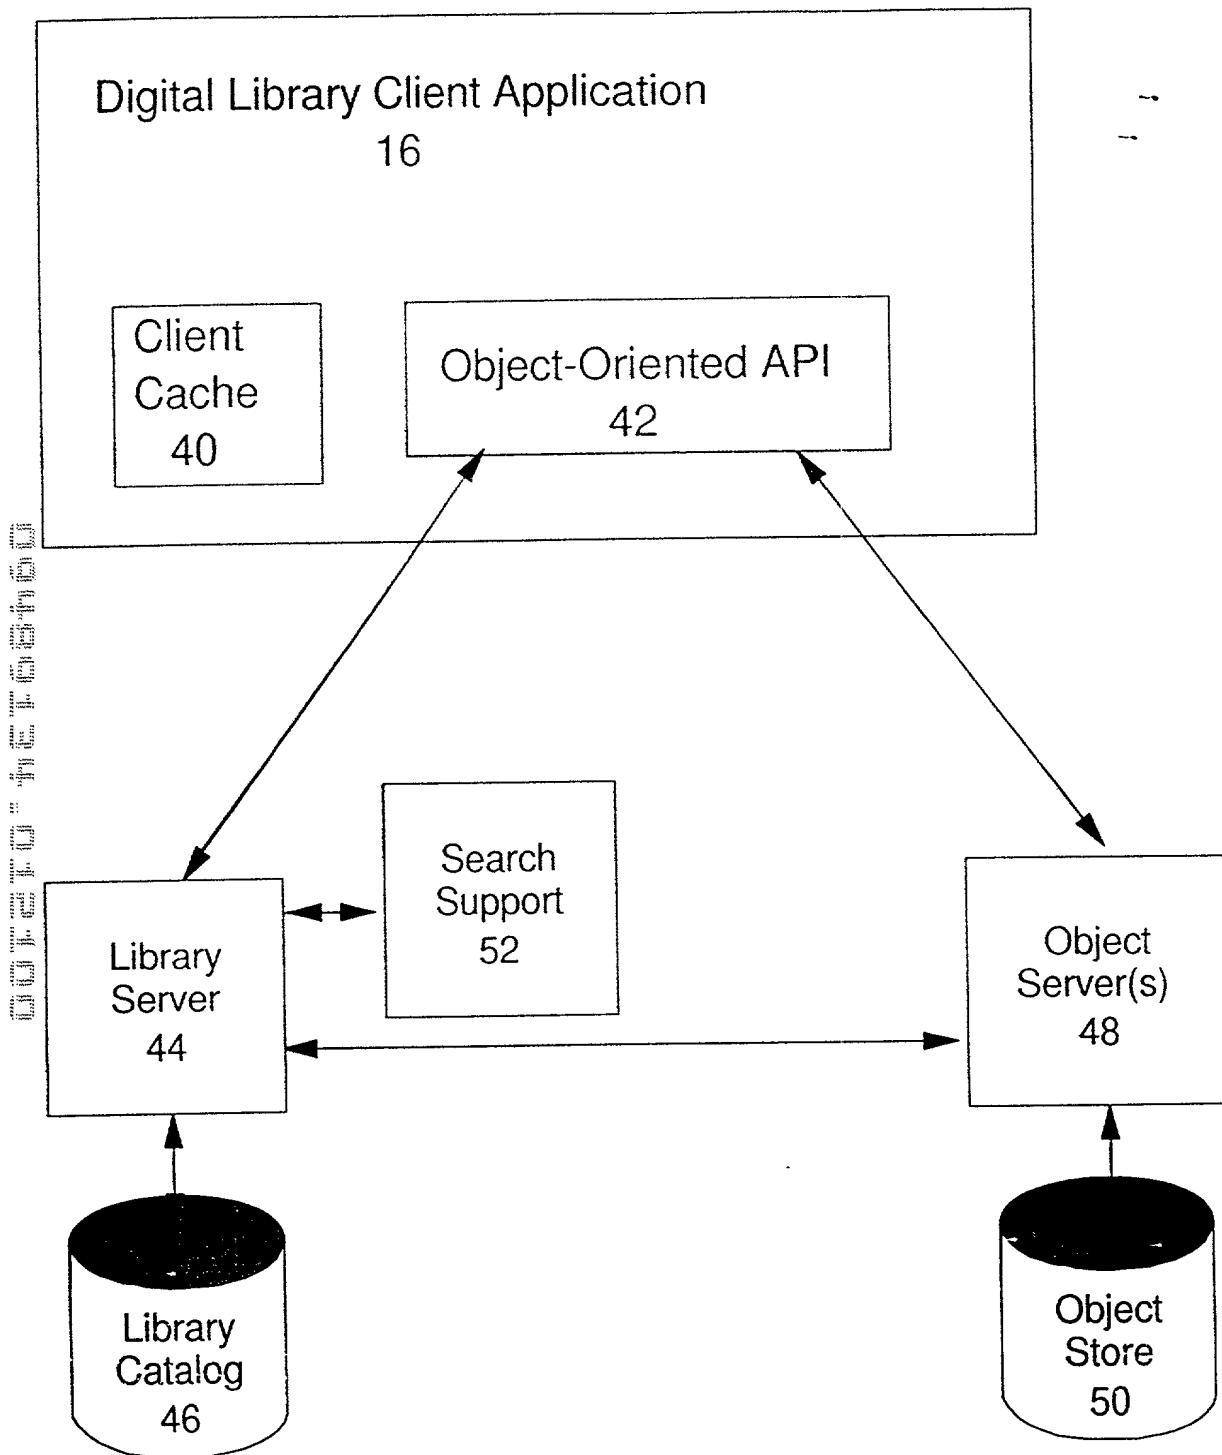 Digital Library Client Application
16
Client
Cache
40
Object-Oriented API
42
Search
Support
52
Library
Server
44
Object
Server(s)
48
Library
Catalog
46
Object
Store
50